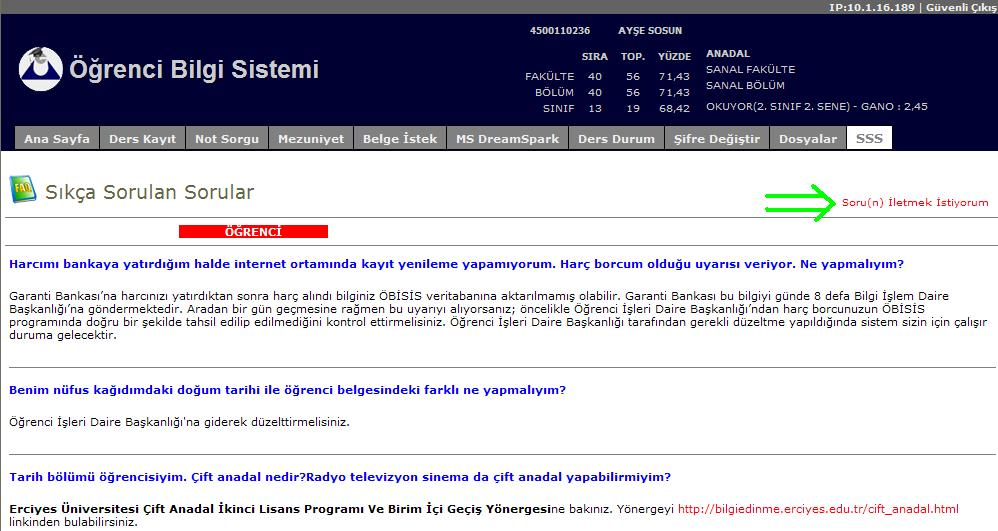 IP:10.1.16.189 | Güvenli Çıkış
4500110236 AYŞE SOSUN
Öğrenci Bilgi Sistemi
SIRA TOP. YÜZDE
FAKÜLTE 40 56 71,43
BÖLÜM 40 56 71,43
SINIF 13 19 68,42
ANADAL
SANAL FAKÜLTE
SANAL BÖLÜM
OKUYOR(2. SINIF 2. SENE) - GANO : 2,45
Ana Sayfa Ders Kayıt Not Sorgu Mezuniyet Belge İstek MS DreamSpark Ders Durum Şifre Değiştir Dosyalar SSS
FAQ Sıkça Sorulan Sorular
Soru(n) İletmek İstiyorum
ÖĞRENCİ
Harcımı bankaya yatırdığım halde internet ortamında kayıt yenileme yapamıyorum. Harç borcum olduğu uyarısı veriyor. Ne yapmalıyım?
Garanti Bankası’na harcınızı yatırdıktan sonra harç alındı bilginiz ÖBİSİS veritabanına aktarılmamış olabilir. Garanti Bankası bu bilgiyi günde 8 defa Bilgi İşlem Daire
Başkanlığı’na göndermektedir. Aradan bir gün geçmesine rağmen bu uyarıyı alıyorsanız; öncelikle Öğrenci İşleri Daire Başkanlığı’ndan harç borcunuzun ÖBİSİS
programında doğru bir şekilde tahsil edilip edilmediğini kontrol ettirmelisiniz. Öğrenci İşleri Daire Başkanlığı tarafından gerekli düzeltme yapıldığında sistem sizin için çalışır
duruma gelecektir.
Benim nüfus kağıdımdaki doğum tarihi ile öğrenci belgesindeki farklı ne yapmalıyım?
Öğrenci İşleri Daire Başkanlığı'na giderek düzelttirmelisiniz.
Tarih bölümü öğrencisiyim. Çift anadal nedir?Radyo televizyon sinema da çift anadal yapabilirmiyim?
Erciyes Üniversitesi Çift Anadal İkinci Lisans Programı Ve Birim İçi Geçiş Yönergesine bakınız. Yönergeyi http://bilgiedinme.erciyes.edu.tr/cift_anadal.html
linkinden bulabilirsiniz.